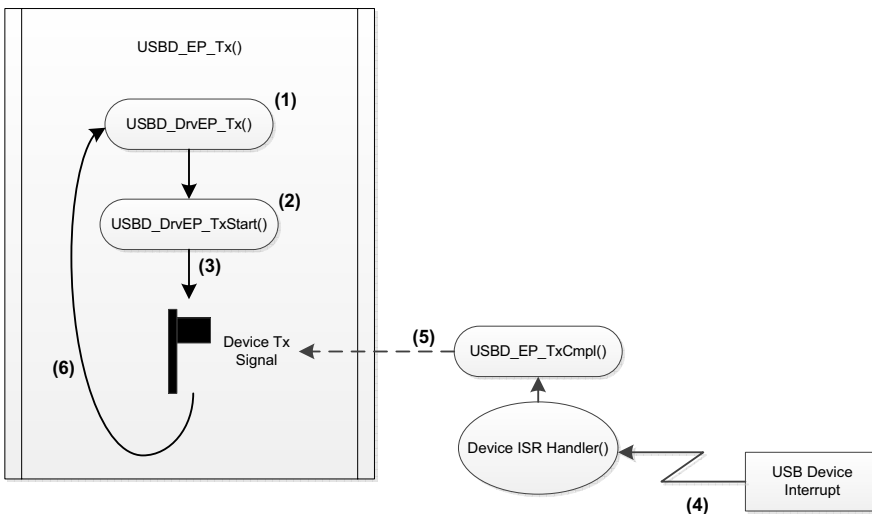 USBD_EP_Tx()
(1)
USBD_DrvEP_Tx()
(2)
USBD_DrvEP_TxStart()
(3)
Device Tx
Signal
(5)
USBD_EP_TxCmpl()
(6)
Device ISR Handler()
USB Device
Interrupt
(4)